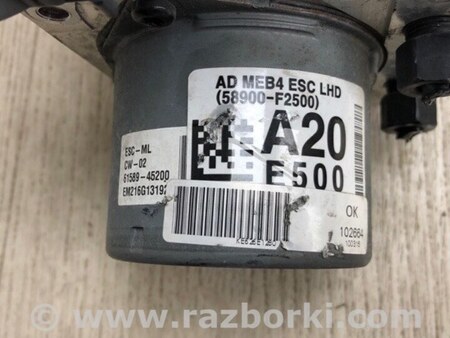 AD MEB4 ESC LHD
(58900-F2500)
A20
E500
ESC-ML
CW-02
61589-45200
EM216G13192
OK
102664
www.razborki.com